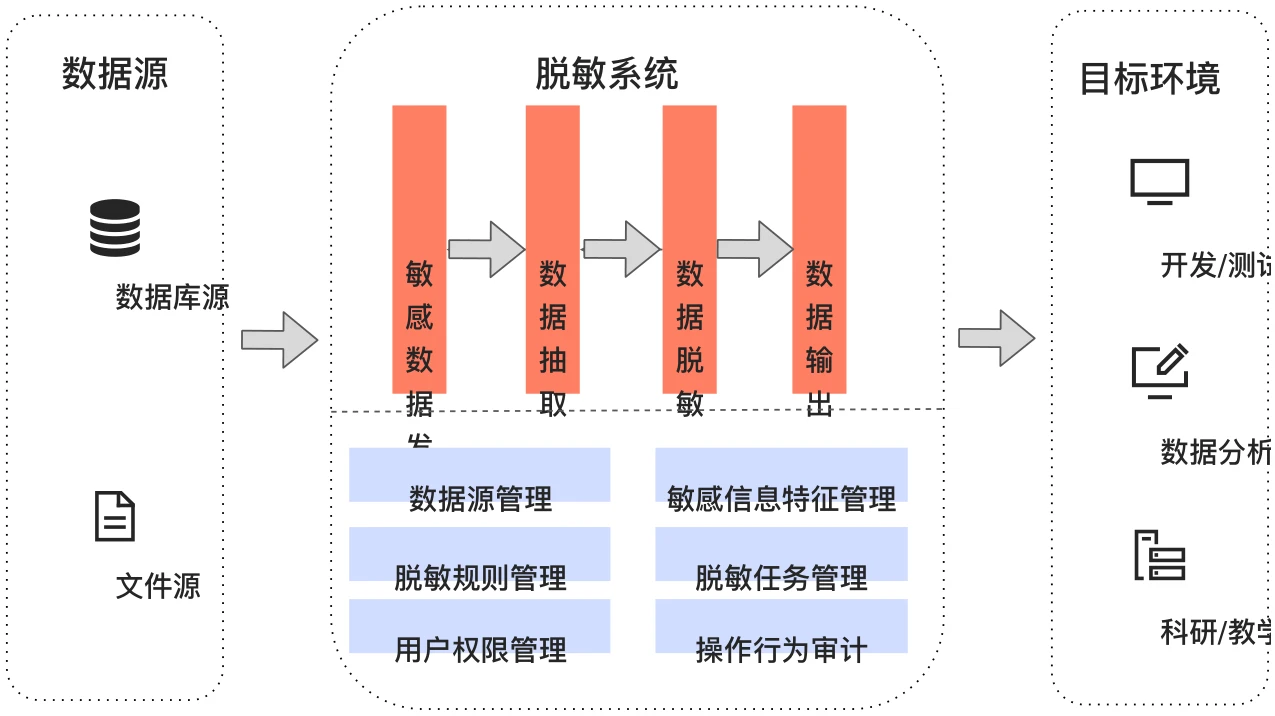 数据源
数据库源
文件源
脱敏系统
敏感数据发
数据抽取
数据脱敏
数据输出
数据源管理
敏感信息特征管理
脱敏规则管理
脱敏任务管理
用户权限管理
操作行为审计
目标环境
开发/测试
数据分析
科研/教学